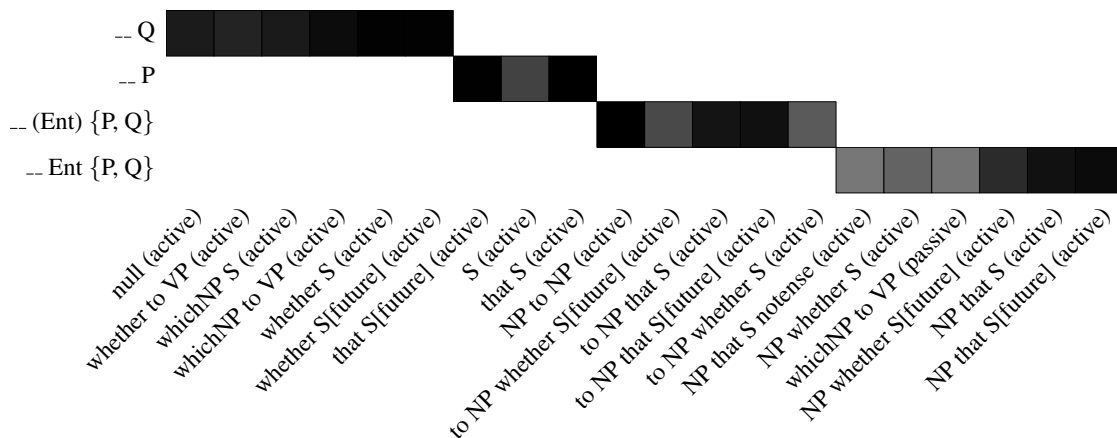 __ Q
__ P
__ (Ent) {P, Q}
__ Ent {P, Q}
null (active)
whether to VP (active)
whichNP S (active)
whichNP to VP (active)
whether S (active)
whether S[future] (active)
that S[future] (active)
S (active)
that S (active)
NP to NP (active)
to NP whether S[future] (active)
to NP that S (active)
to NP that S[future] (active)
to NP whether S (active)
NP that S notense (active)
NP whether S (active)
whichNP to VP (passive)
NP whether S[future] (active)
NP that S (active)
NP that S[future] (active)